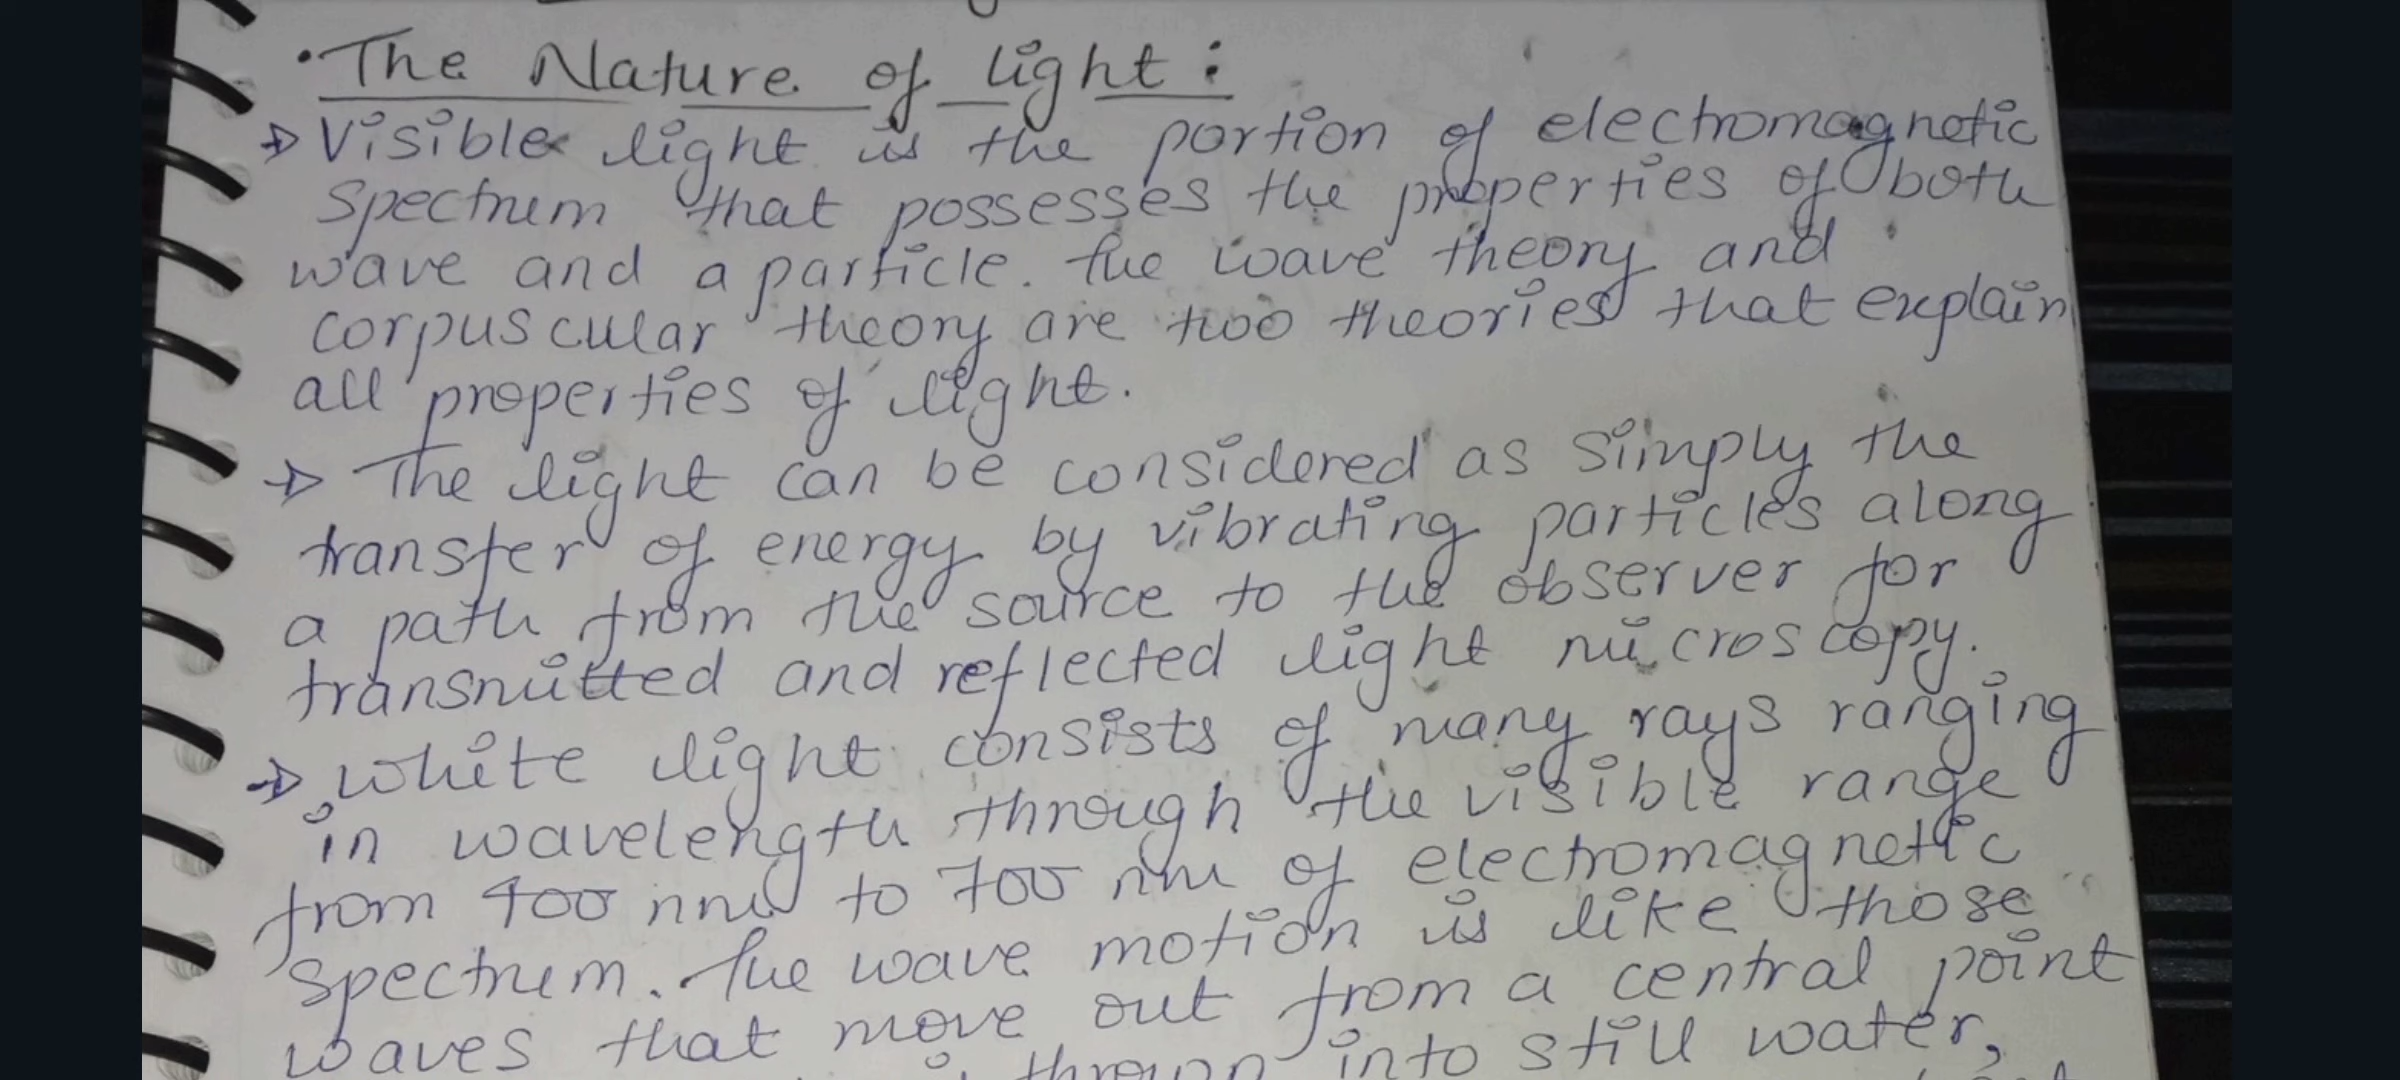 • The Nature of light :
→ Visible light is the portion of electromagnetic
spectrum that possesses the properties of both
wave and a particle. The wave theory and
corpuscular theory are two theories that explain
all properties of light.
→ The light can be considered as simply the
transfer of energy by vibrating particles along
a path from the source to the observer for
transmitted and reflected light microscopy.
→ White light consists of many rays ranging
in wavelength through the visible range
from 400 nm to 700 nm of electromagnetic
spectrum. The wave motion is like those
waves that move out from a central point
thrown into still water,